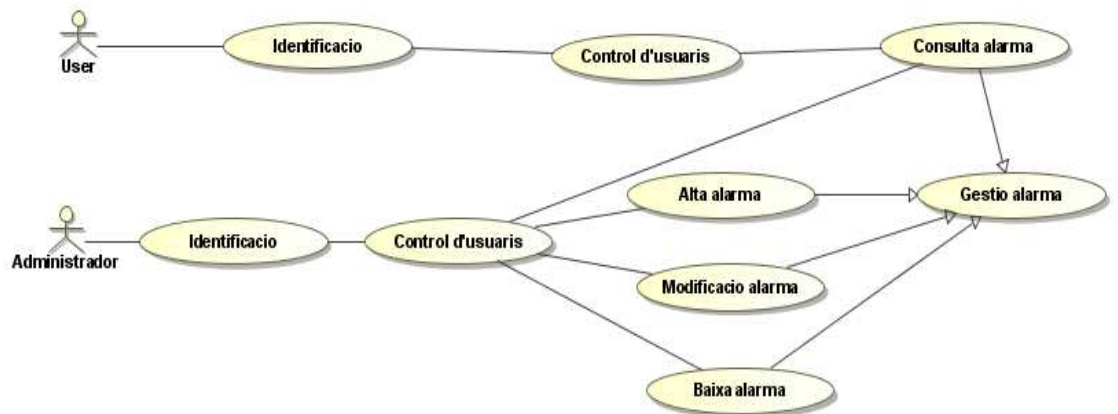 Identificacio
Control d'usuaris
Consulta alarma
User
Alta alarma
Gestio alarma
Identificacio
Control d'usuaris
Administrador
Modificacio alarma
Baixa alarma